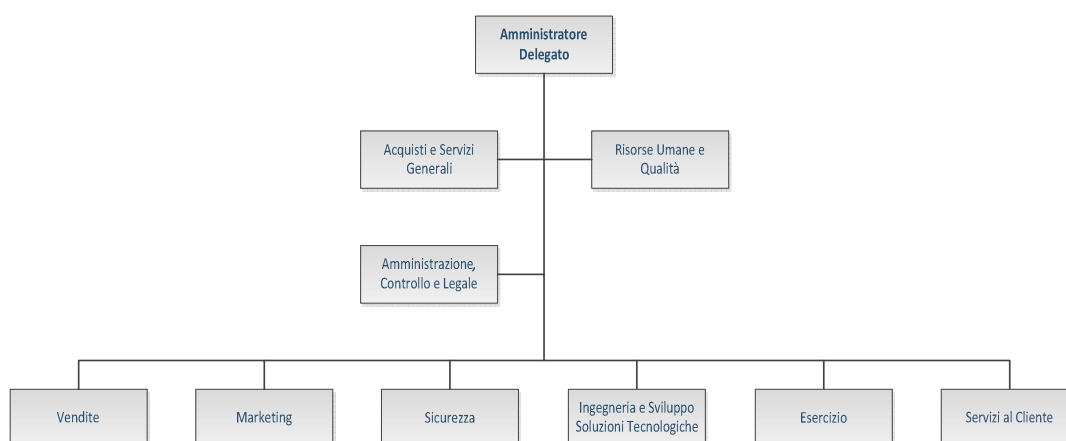 Amministratore
Delegato
Acquisti e Servizi
Generali
Risorse Umane e
Qualità
Amministrazione,
Controllo e Legale
Vendite
Marketing
Sicurezza
Ingegneria e Sviluppo
Soluzioni Tecnologiche
Esercizio
Servizi al Cliente